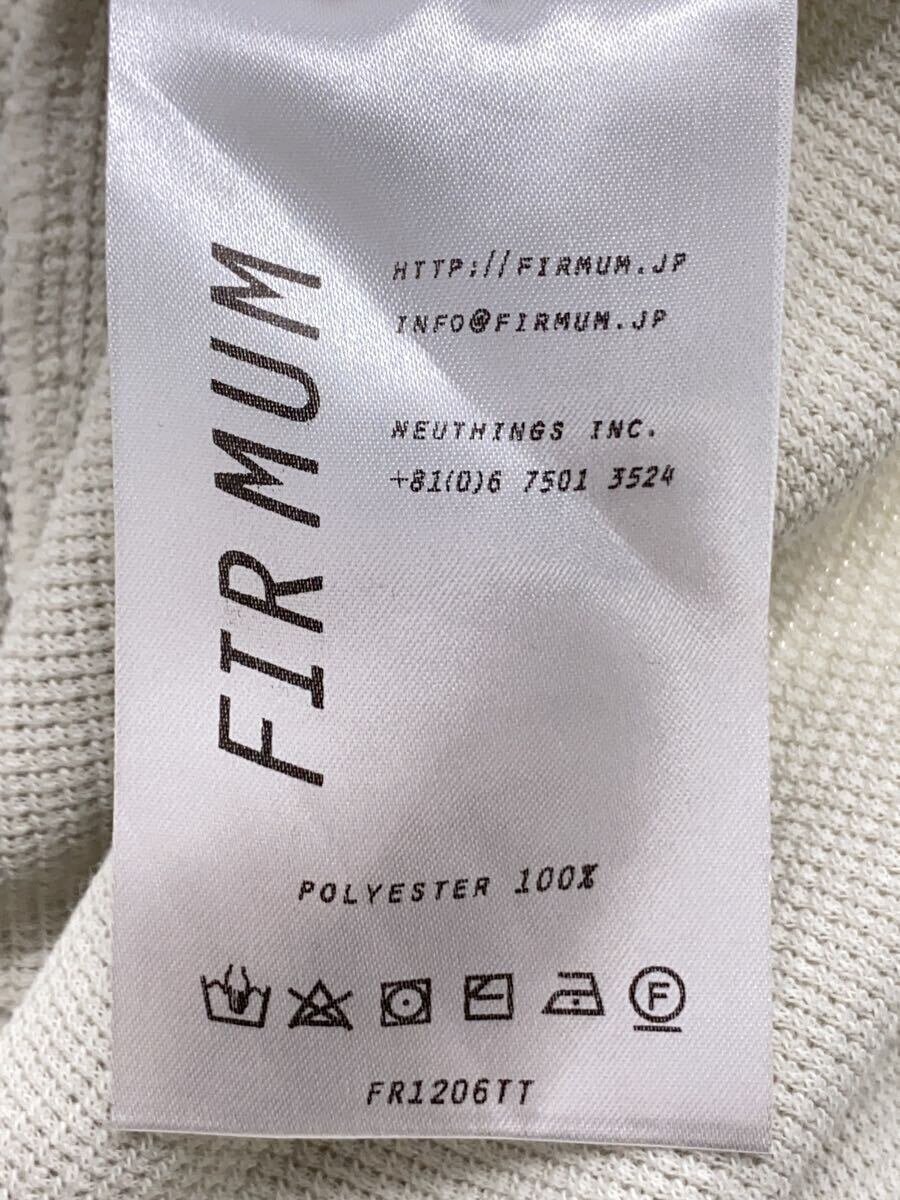 FIRMUM
HTTP://FIRMUM.JP
INFO@FIRMUM.JP
NEUTHINGS INC.
+81(0)6 7501 3524
POLYESTER 100%
F
FR1206TT